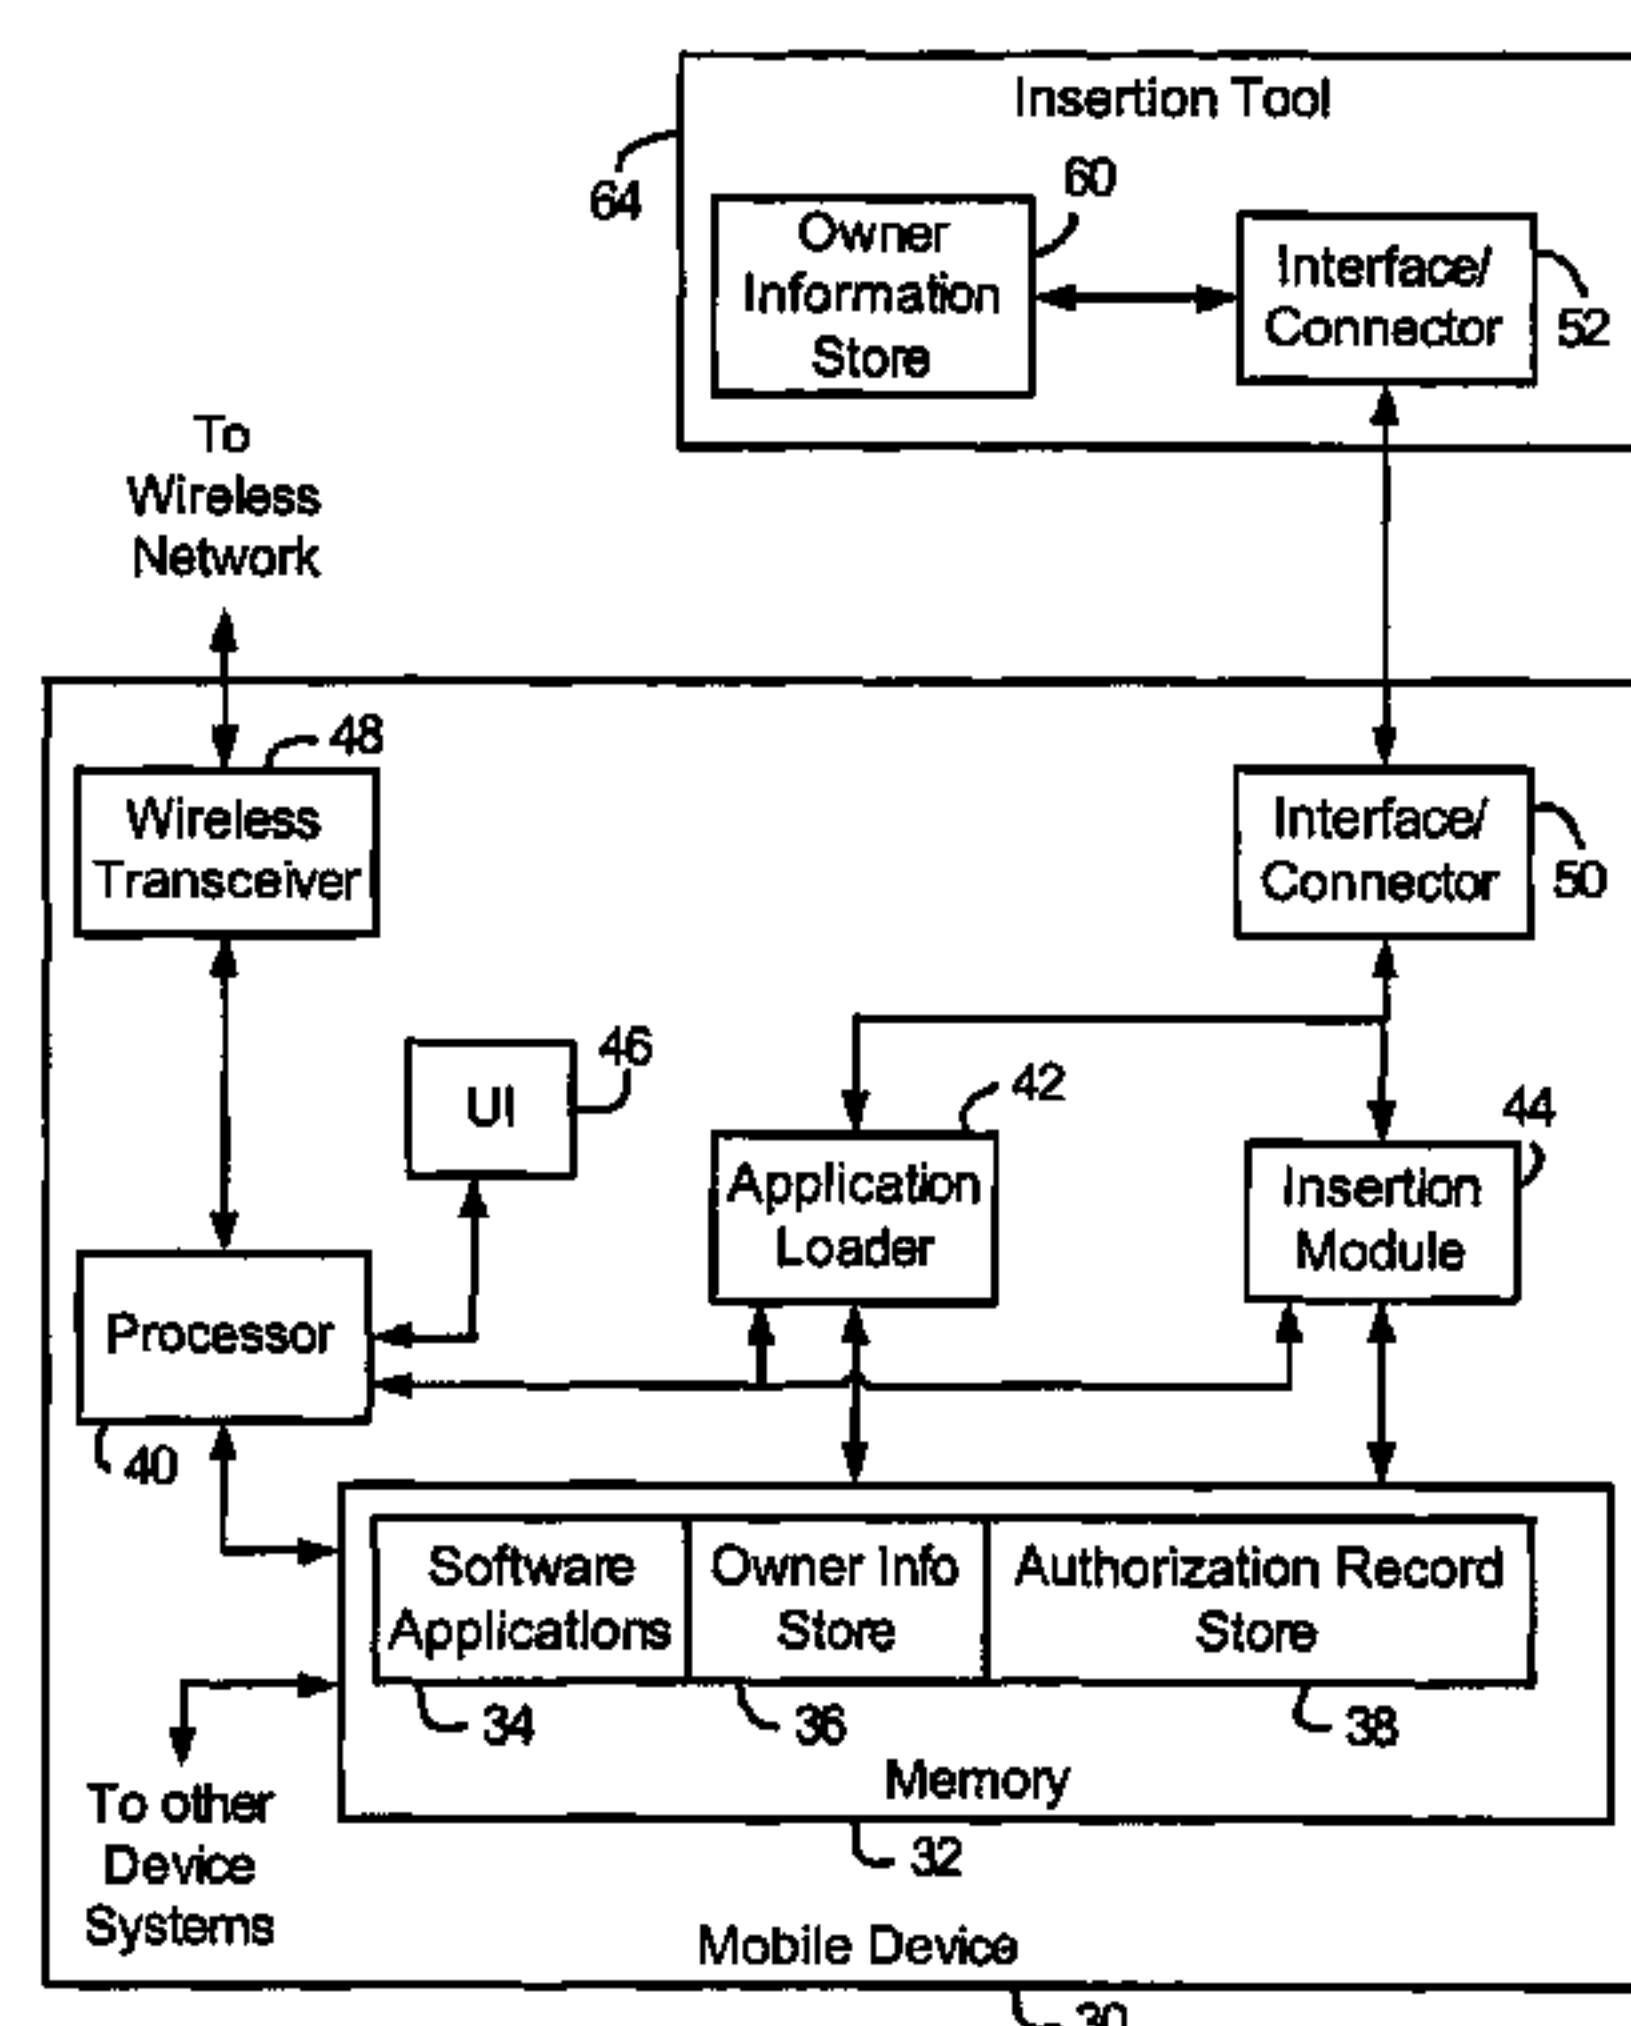 Insertion Tool
64
60
Owner
Information
Store
Interface/
Connector
52
To
Wireless
Network
48
Wireless
Transceiver
Interface/
Connector
50
46
UI
42
44
Application
Loader
Insertion
Module
Processor
40
Software
Applications
Owner Info
Store
Authorization Record
Store
34
36
38
Memory
32
To other
Device
Systems
Mobile Device
30